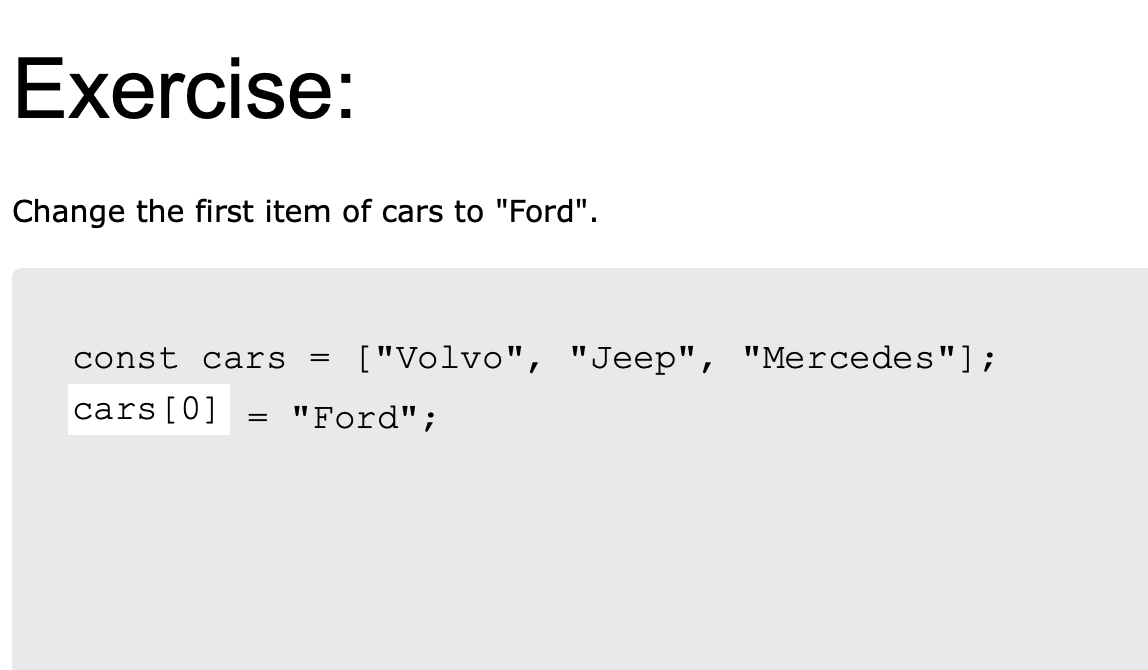 Exercise:
Change the first item of cars to "Ford".
const cars = ["Volvo", "Jeep", "Mercedes"];
cars[0] = "Ford";